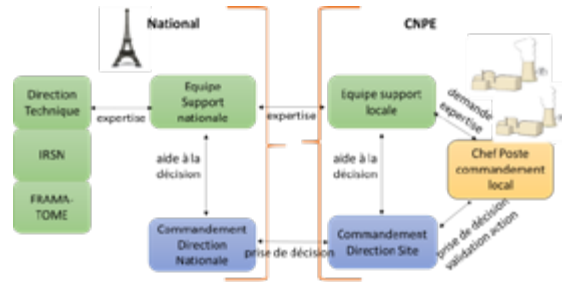 National
CNPE
Direction
Technique
IRSN
FRAMA-
TOME
expertise
Equipe
Support
nationale
expertise
Equipe support
locale
demande
expertise
Chef Poste
commandement
local
aide à la
décision
aide à la
décision
Commandement
Direction
Nationale
prise de décision
Commandement
Direction Site
prise de décision
validation action